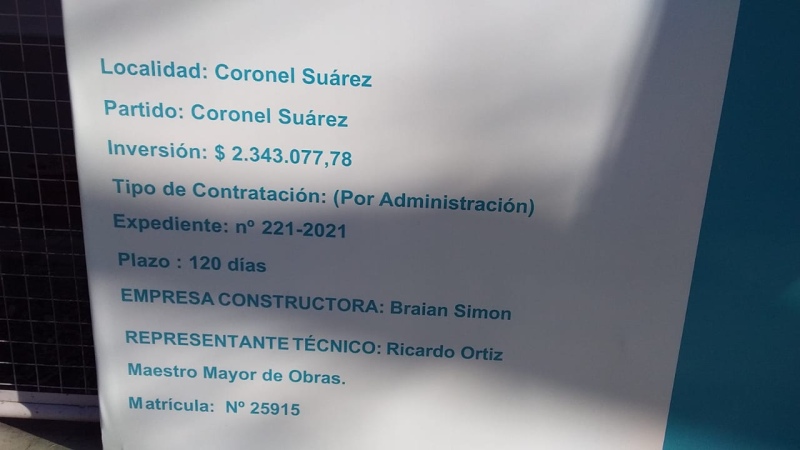 Localidad: Coronel Suárez
Partido: Coronel Suárez
Inversión: $ 2.343.077,78
Tipo de Contratación: (Por Administración)
Expediente: nº 221-2021
Plazo : 120 días
EMPRESA CONSTRUCTORA: Braian Simon
REPRESENTANTE TÉCNICO: Ricardo Ortiz
Maestro Mayor de Obras.
Matricula: Nº 25915